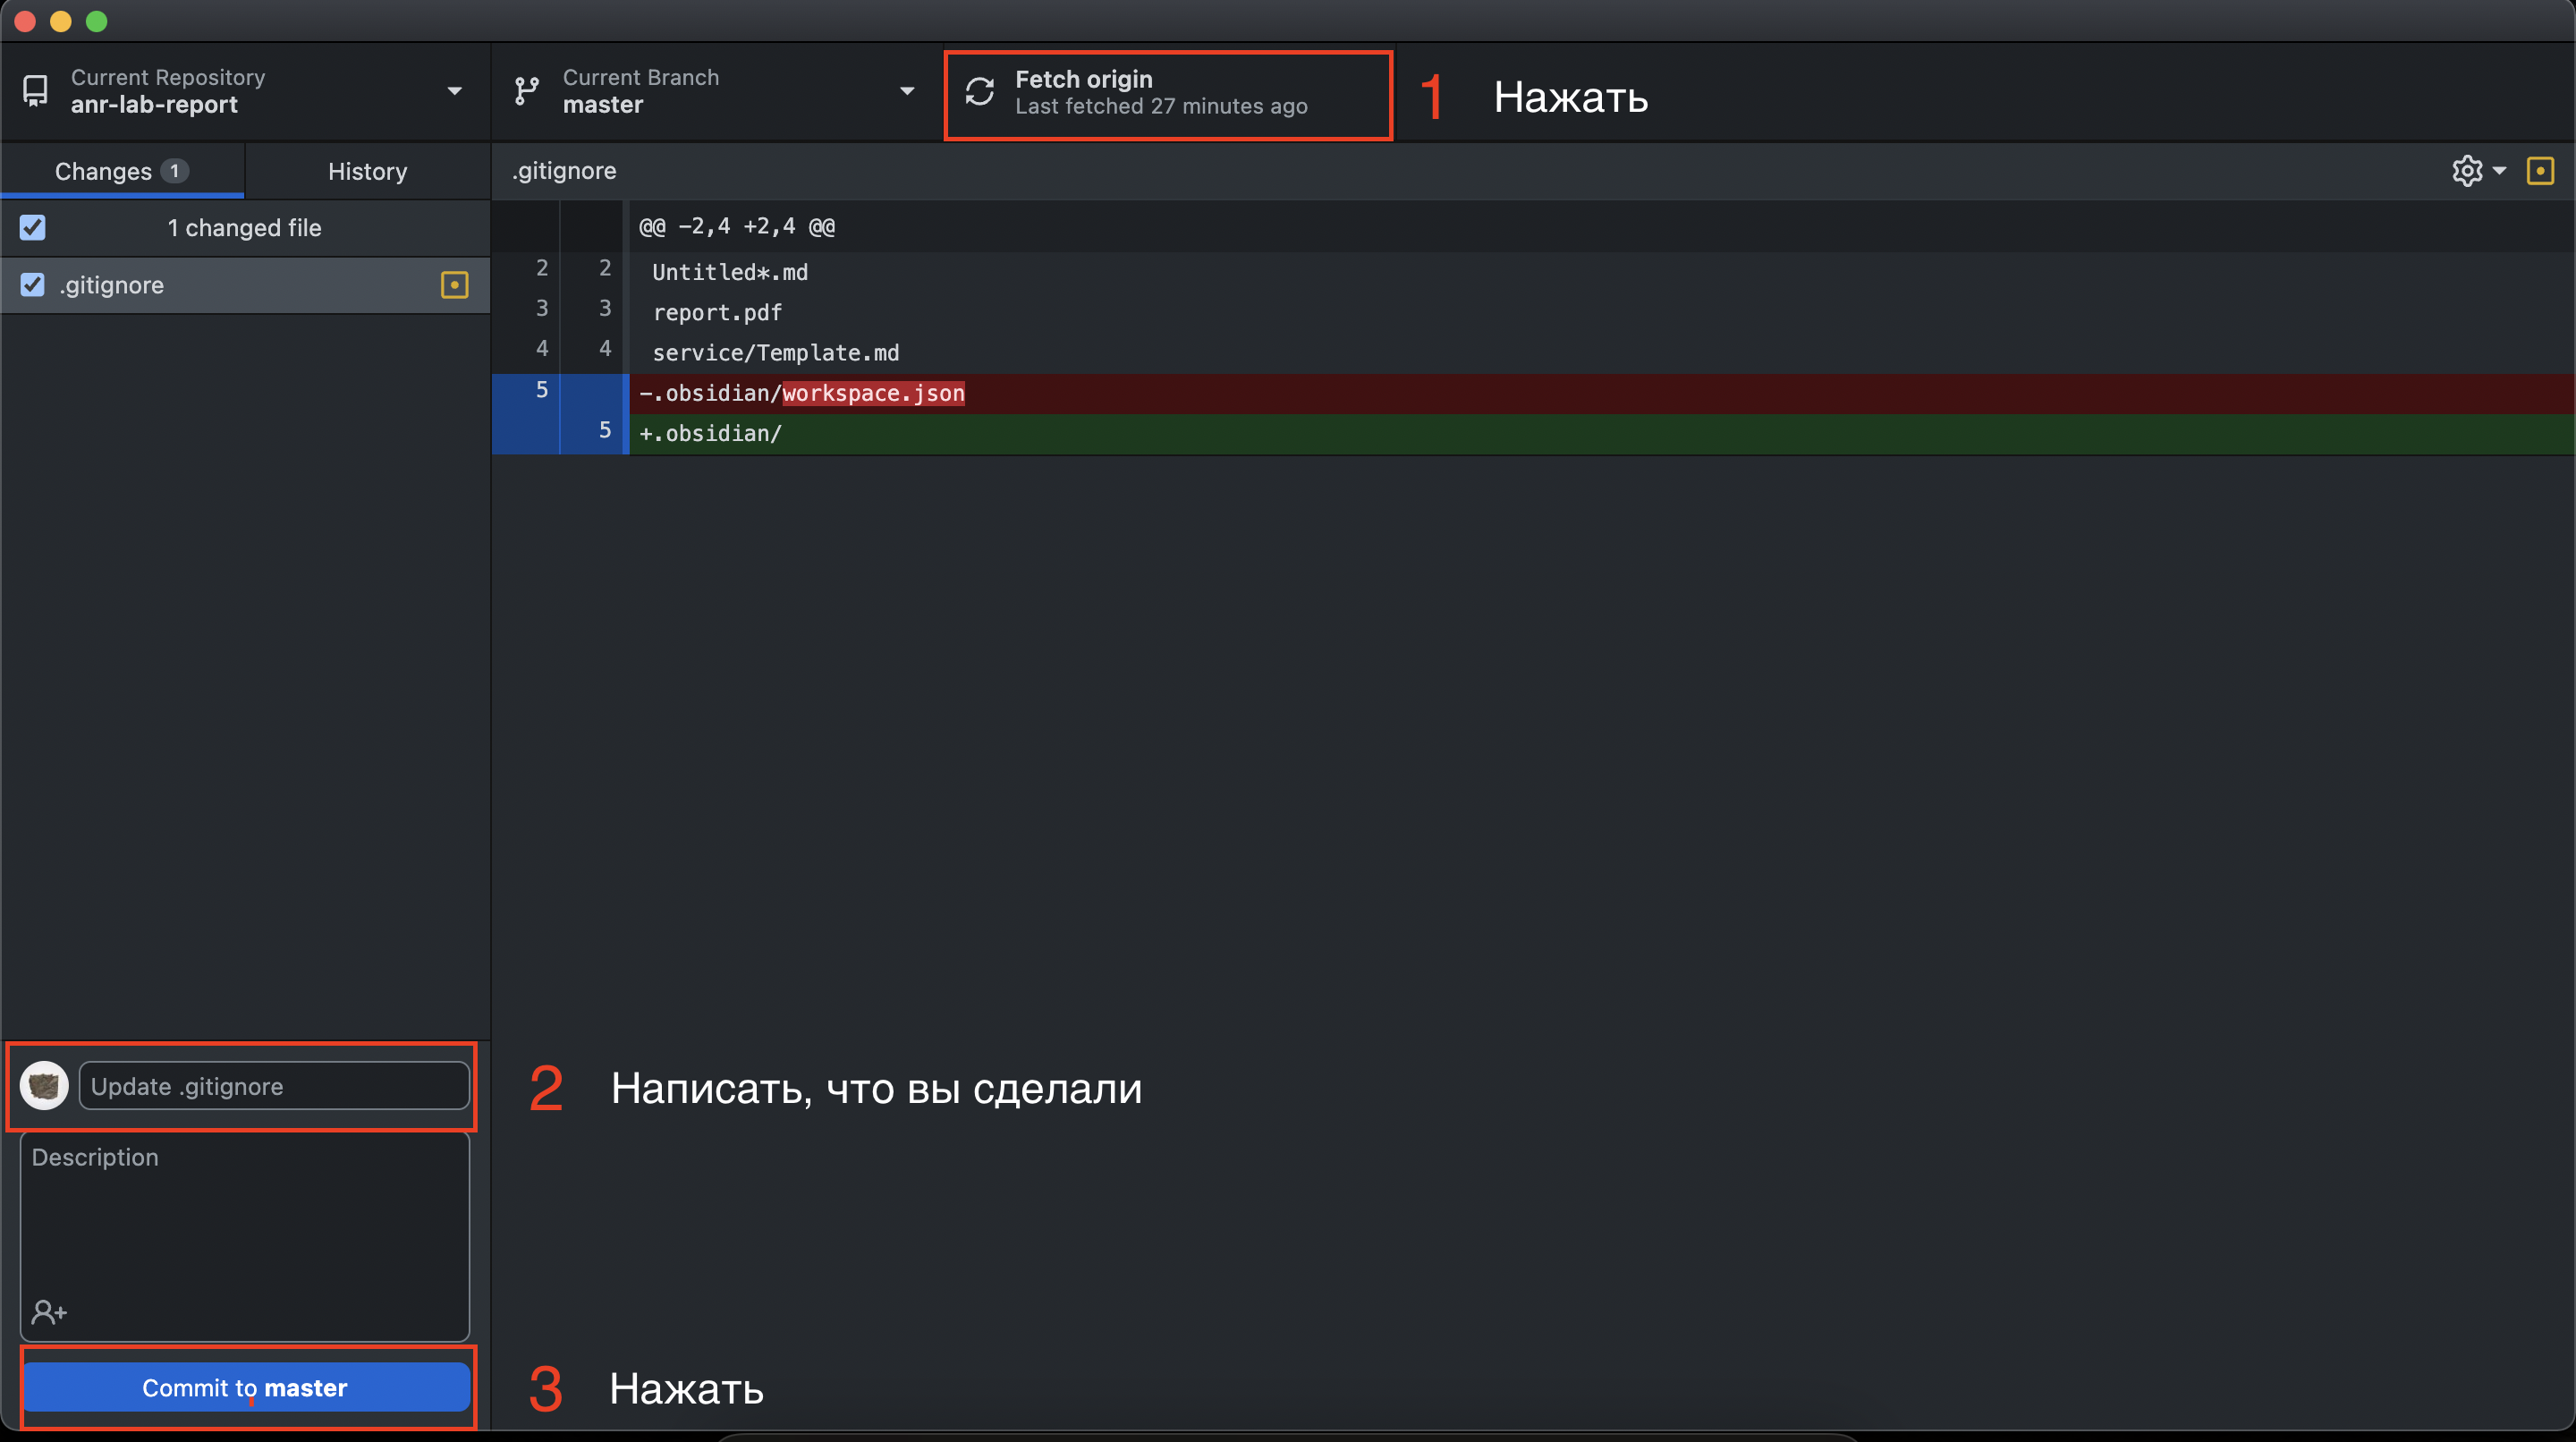 Current Repository
anr-lab-report
Current Branch
master
Fetch origin
Last fetched 27 minutes ago
1 Нажать
Changes 1
History
.gitignore
1 changed file
.gitignore
@@ -2,4 +2,4 @@
2 2 Untitled*.md
3 3 report.pdf
4 4 service/Template.md
5 -.obsidian/workspace.json
5 +.obsidian/
Update .gitignore
2 Написать, что вы сделали
Description
Commit to master
3 Нажать